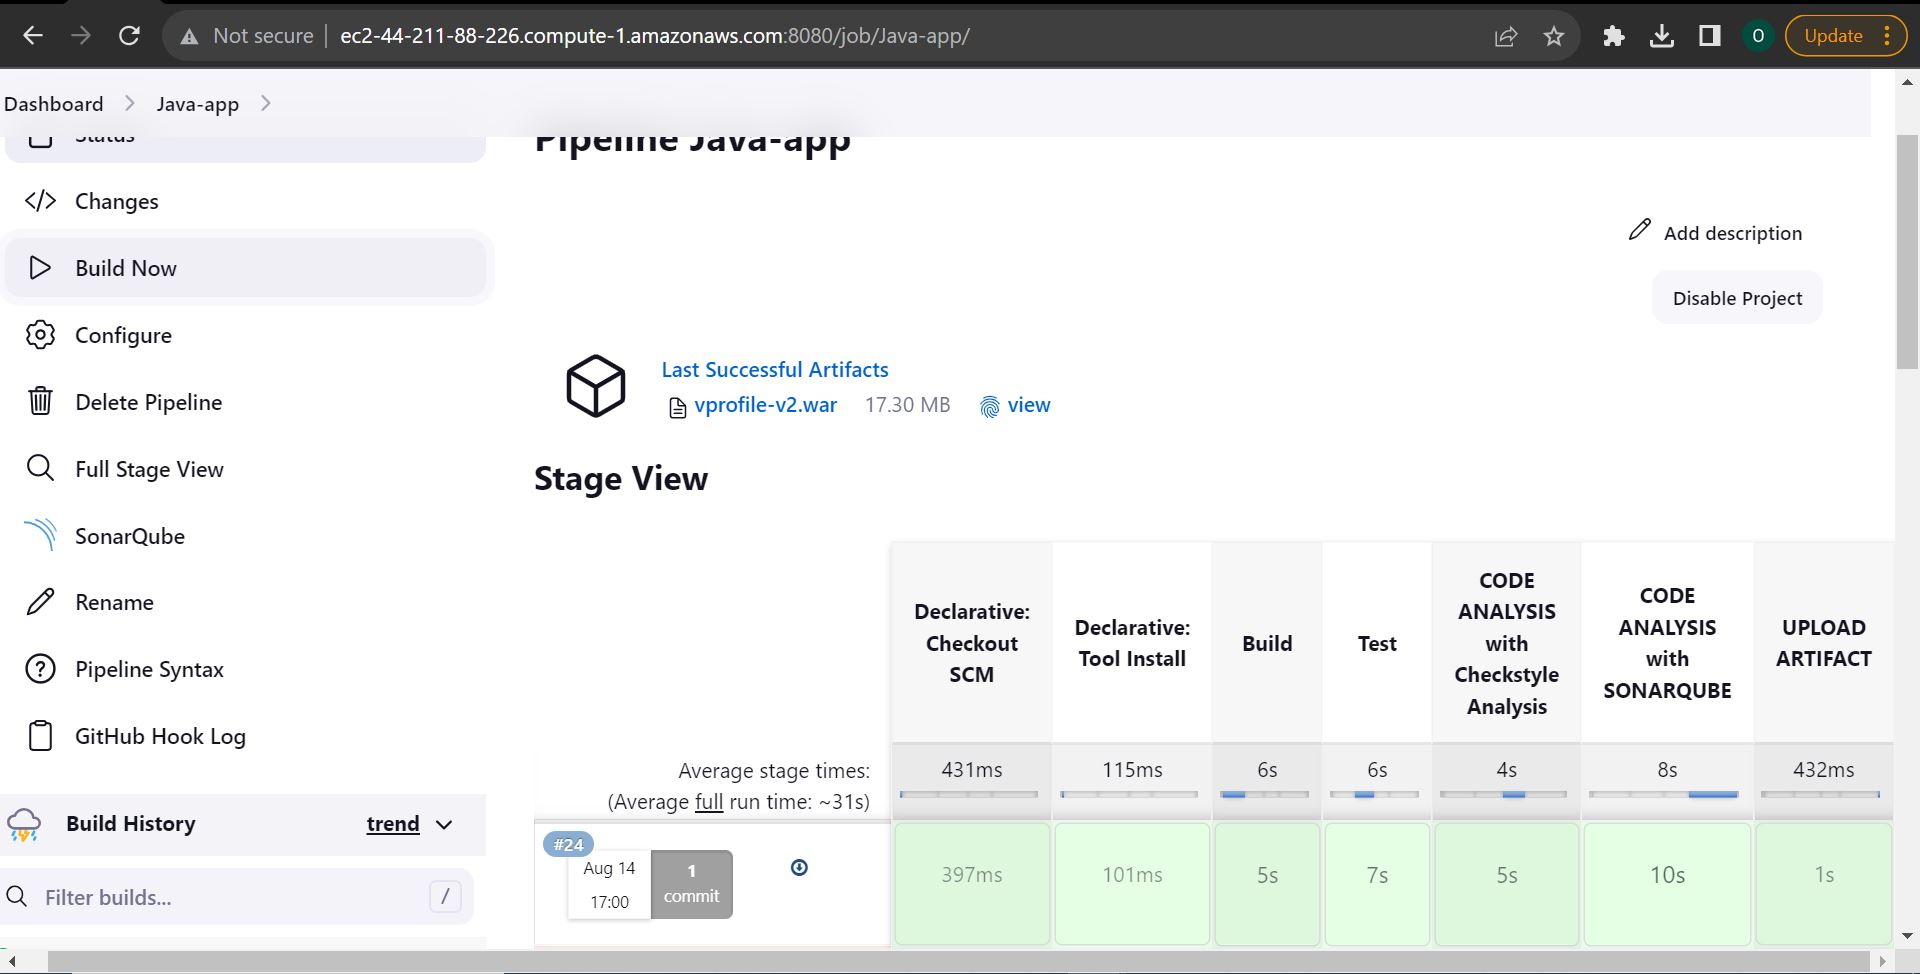 Not secure ec2-44-211-88-226.compute-1.amazonaws.com:8080/job/Java-app/
O
Update
Dashboard
Java-app
Status
Changes
Build Now
Configure
Delete Pipeline
Full Stage View
SonarQube
Rename
Pipeline Syntax
GitHub Hook Log
Build History trend
Filter builds... /
Pipeline Java-app
Add description
Disable Project
Last Successful Artifacts
vprofile-v2.war 17.30 MB view
Stage View
Declarative:
Checkout
SCM
Declarative:
Tool Install
Build
Test
CODE
ANALYSIS
with
Checkstyle
Analysis
CODE
ANALYSIS
with
SONARQUBE
UPLOAD
ARTIFACT
Average stage times:
(Average full run time: ~31s)
431ms 115ms 6s 6s 4s 8s 432ms
#24
Aug 14
17:00
1
commit
397ms 101ms 5s 7s 5s 10s 1s